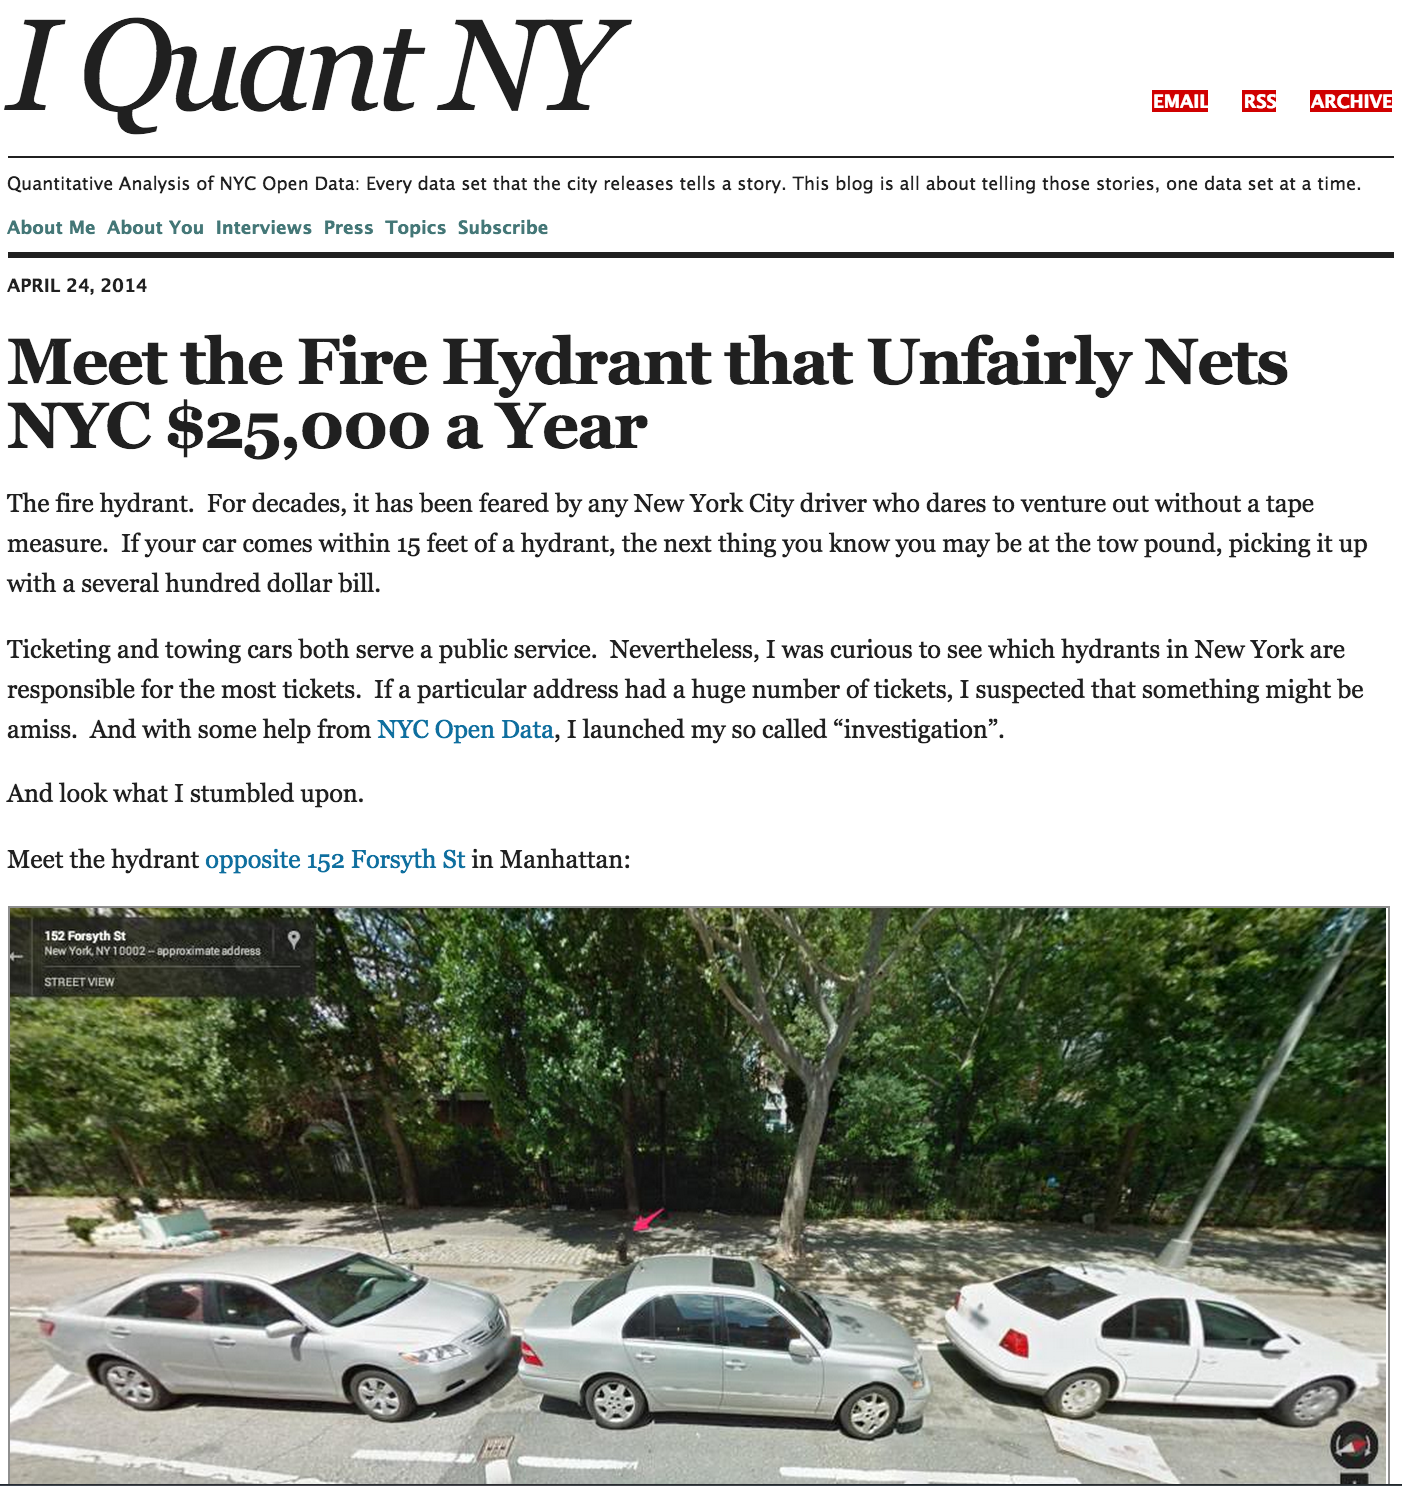 I Quant NY
EMAIL RSS ARCHIVE
Quantitative Analysis of NYC Open Data: Every data set that the city releases tells a story. This blog is all about telling those stories, one data set at a time.
About Me About You Interviews Press Topics Subscribe
APRIL 24, 2014
Meet the Fire Hydrant that Unfairly Nets
NYC $25,000 a Year
The fire hydrant.  For decades, it has been feared by any New York City driver who dares to venture out without a tape
measure.  If your car comes within 15 feet of a hydrant, the next thing you know you may be at the tow pound, picking it up
with a several hundred dollar bill.
Ticketing and towing cars both serve a public service.  Nevertheless, I was curious to see which hydrants in New York are
responsible for the most tickets.  If a particular address had a huge number of tickets, I suspected that something might be
amiss.  And with some help from NYC Open Data, I launched my so called “investigation”.
And look what I stumbled upon.
Meet the hydrant opposite 152 Forsyth St in Manhattan:
152 Forsyth St
New York, NY 10002 – approximate address
STREET VIEW